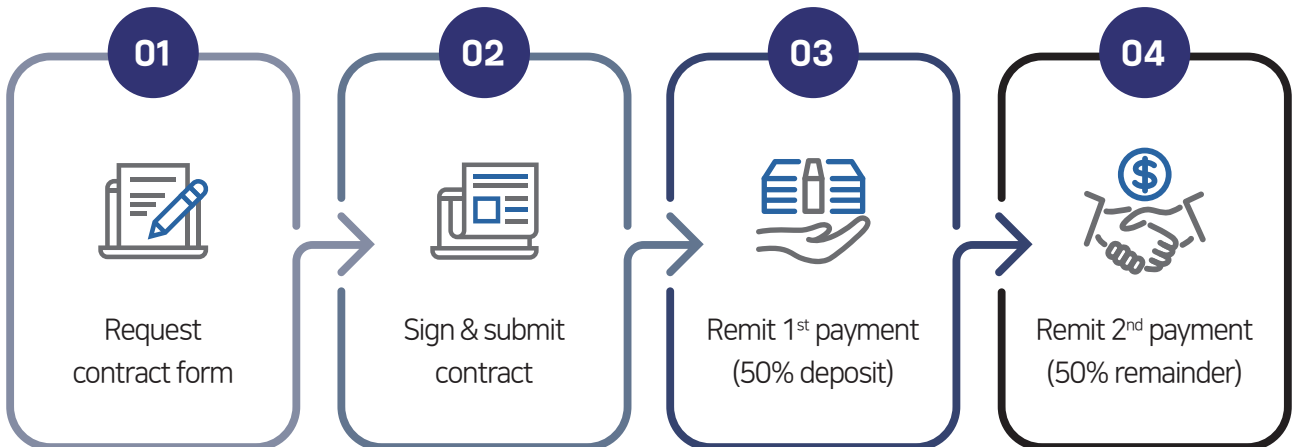 01
Request
contract form
02
Sign & submit
contract
03
Remit 1st payment
(50% deposit)
04
$
Remit 2nd payment
(50% remainder)